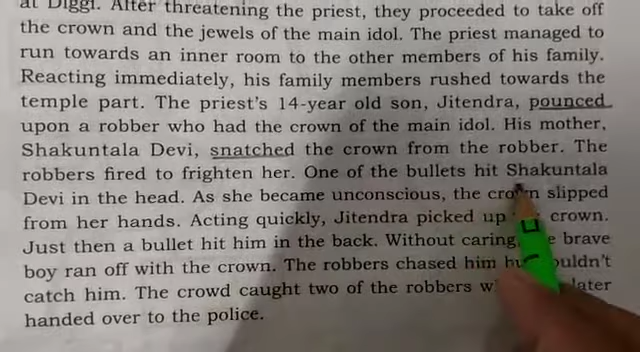 at Diggi. After threatening the priest, they proceeded to take off
the crown and the jewels of the main idol. The priest managed to
run towards an inner room to the other members of his family.
Reacting immediately, his family members rushed towards the
temple part. The priest's 14-year old son, Jitendra, pounced
upon a robber who had the crown of the main idol. His mother,
Shakuntala Devi, snatched the crown from the robber. The
robbers fired to frighten her. One of the bullets hit Shakuntala
Devi in the head. As she became unconscious, the crown slipped
from her hands. Acting quickly, Jitendra picked up crown.
Just then a bullet hit him in the back. Without caring, brave
boy ran off with the crown. The robbers chased him
catch him. The crowd caught two of the robbers later
handed over to the police.